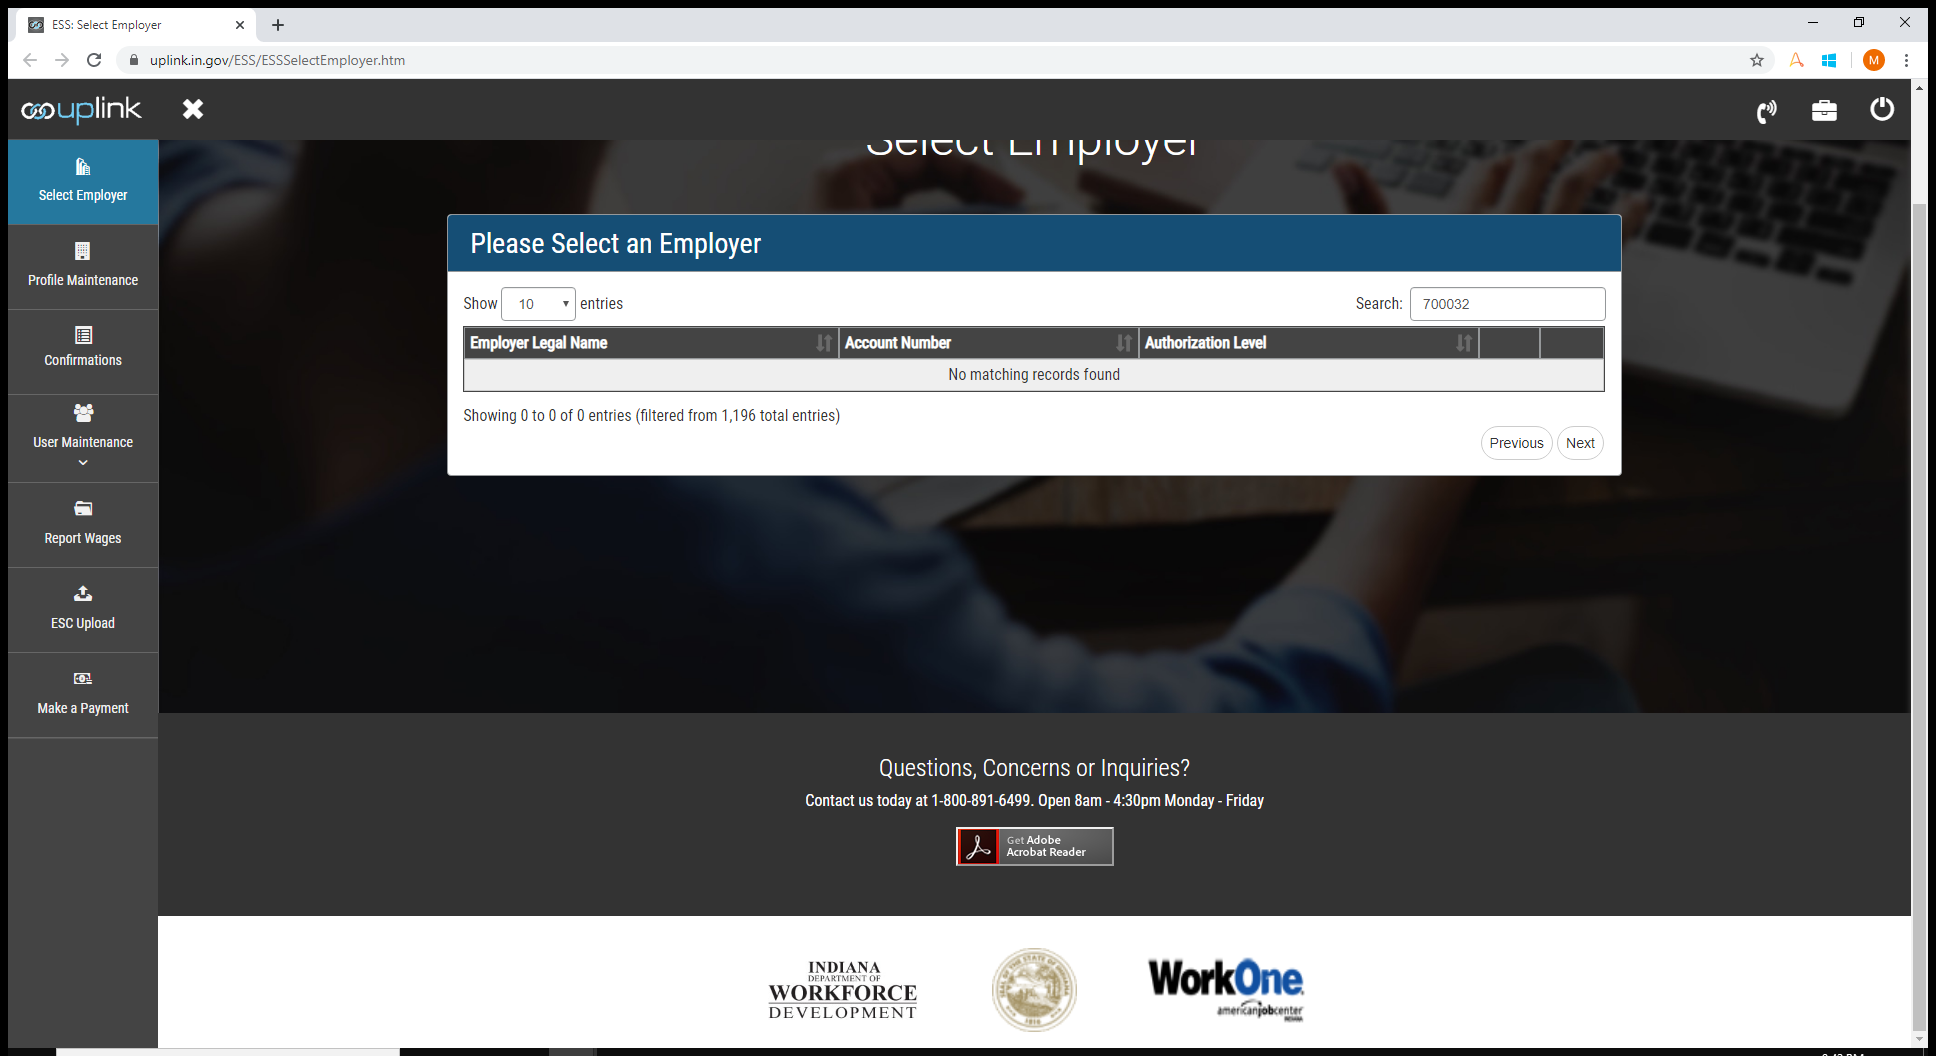 ESS: Select Employer
uplink.in.gov/ESS/ESSSelectEmployer.htm
M
uplink
Select Employer
Profile Maintenance
Confirmations
User Maintenance
Report Wages
ESC Upload
Make a Payment
Select Employer
Please Select an Employer
Show 10 entries
Search: 700032
Employer Legal Name Account Number Authorization Level
No matching records found
Showing 0 to 0 of 0 entries (filtered from 1,196 total entries)
Previous Next
Questions, Concerns or Inquiries?
Contact us today at 1-800-891-6499. Open 8am - 4:30pm Monday - Friday
Get Adobe
Acrobat Reader
INDIANA
DEPARTMENT OF
WORKFORCE
DEVELOPMENT
WorkOne
americanjobcenter
INDIANA